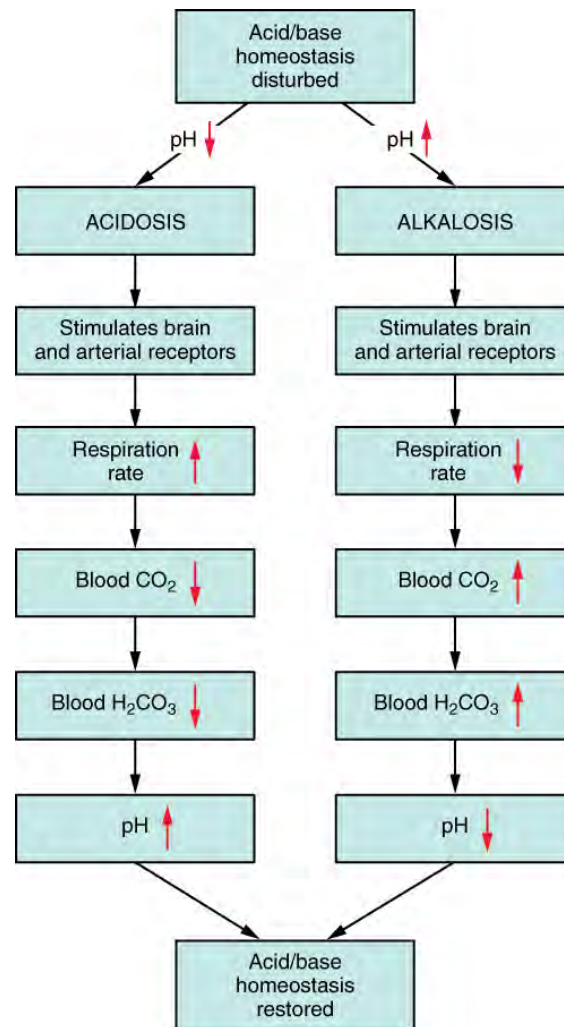 Acid/base
homeostasis
disturbed
pH
pH
ACIDOSIS
ALKALOSIS
Stimulates brain
and arterial receptors
Stimulates brain
and arterial receptors
Respiration
rate
Respiration
rate
Blood CO₂
Blood CO₂
Blood H₂CO₃
Blood H₂CO₃
pH
pH
Acid/base
homeostasis
restored